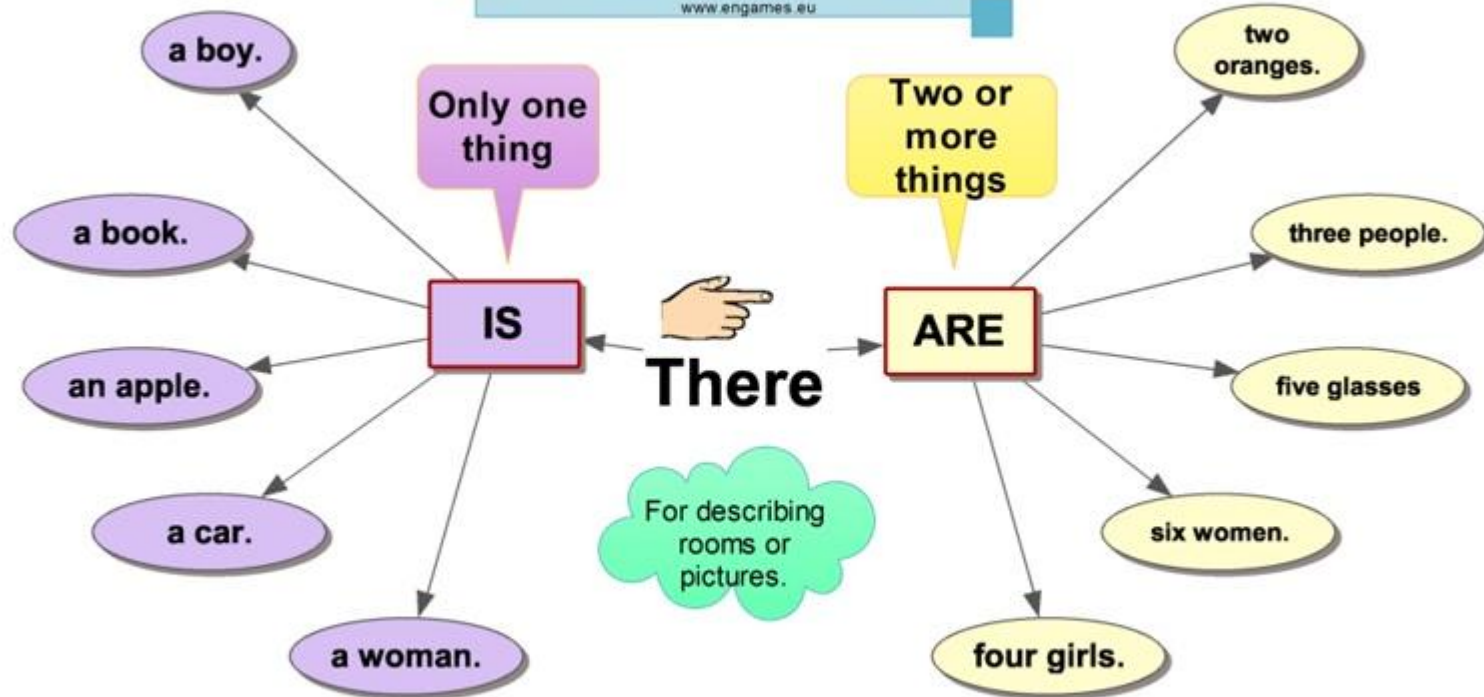 www.engames.eu
a boy.
Only one
thing
Two or
more
things
two
oranges.
a book.
three people.
IS
There
ARE
an apple.
five glasses
a car.
For describing
rooms or
pictures.
six women.
a woman.
four girls.